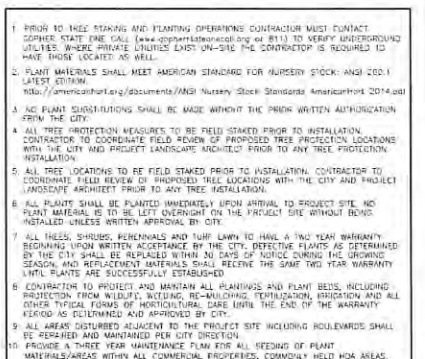 1. PRIOR TO TREE STAKING AND PLANTING OPERATIONS CONTRACTOR MUST CONTACT
GOPHER STATE ONE CALL (www.gopherstateonecall.org or 811) TO VERIFY UNDERGROUND
UTILITIES. WHERE PRIVATE UTILITIES EXIST ON-SITE THE CONTRACTOR IS REQUIRED TO
HAVE THOSE LOCATED AS WELL.
2. PLANT MATERIALS SHALL MEET AMERICAN STANDARD FOR NURSERY STOCK: ANSI Z60.1
LATEST EDITION.
http://americanhort.org/documents/ANSI Nursery Stock Standards AmericanHort 2014.pdf
3. NO PLANT SUBSTITUTIONS SHALL BE MADE WITHOUT THE PRIOR WRITTEN AUTHORIZATION
FROM THE CITY.
4. ALL TREE PROTECTION MEASURES TO BE FIELD STAKED PRIOR TO INSTALLATION.
CONTRACTOR TO COORDINATE FIELD REVIEW OF PROPOSED TREE PROTECTION LOCATIONS
WITH THE CITY AND PROJECT LANDSCAPE ARCHITECT PRIOR TO ANY TREE PROTECTION
INSTALLATION.
5. ALL TREE LOCATIONS TO BE FIELD STAKED PRIOR TO INSTALLATION. CONTRACTOR TO
COORDINATE FIELD REVIEW OF PROPOSED TREE LOCATIONS WITH THE CITY AND PROJECT
LANDSCAPE ARCHITECT PRIOR TO ANY TREE INSTALLATION.
6. ALL PLANTS SHALL BE PLANTED IMMEDIATELY UPON ARRIVAL TO PROJECT SITE. NO
PLANT MATERIAL IS TO BE LEFT OVERNIGHT ON THE PROJECT SITE WITHOUT BEING
INSTALLED UNLESS WRITTEN APPROVAL BY CITY.
7. ALL TREES, SHRUBS, PERENNIALS AND TURF LAWN TO HAVE A TWO YEAR WARRANTY
BEGINNING UPON WRITTEN ACCEPTANCE BY THE CITY. DEFECTIVE PLANTS AS DETERMINED
BY THE CITY SHALL BE REPLACED WITHIN 30 DAYS OF NOTICE DURING THE GROWING
SEASON, AND REPLACEMENT MATERIALS SHALL RECEIVE THE SAME TWO YEAR WARRANTY
UNTIL PLANTS ARE SUCCESSFULLY ESTABLISHED
8. CONTRACTOR TO PROTECT AND MAINTAIN ALL PLANTINGS AND PLANT BEDS, INCLUDING
PROTECTION FROM WILDLIFE, WEEDING, RE-MULCHING, FERTILIZATION, IRRIGATION AND ALL
OTHER TYPICAL FORMS OF HORTICULTURAL CARE UNTIL THE END OF THE WARRANTY
PERIOD AS DETERMINED AND APPROVED BY CITY.
9. ALL AREAS DISTURBED ADJACENT TO THE PROJECT SITE INCLUDING BOULEVARDS SHALL
BE REPAIRED AND MAINTAINED PER CITY DIRECTION.
10. PROVIDE A THREE YEAR MAINTENANCE PLAN FOR ALL SEEDING OF PLANT
MATERIALS/AREAS WITHIN ALL COMMERCIAL PROPERTIES, COMMONLY HELD HOA AREAS,